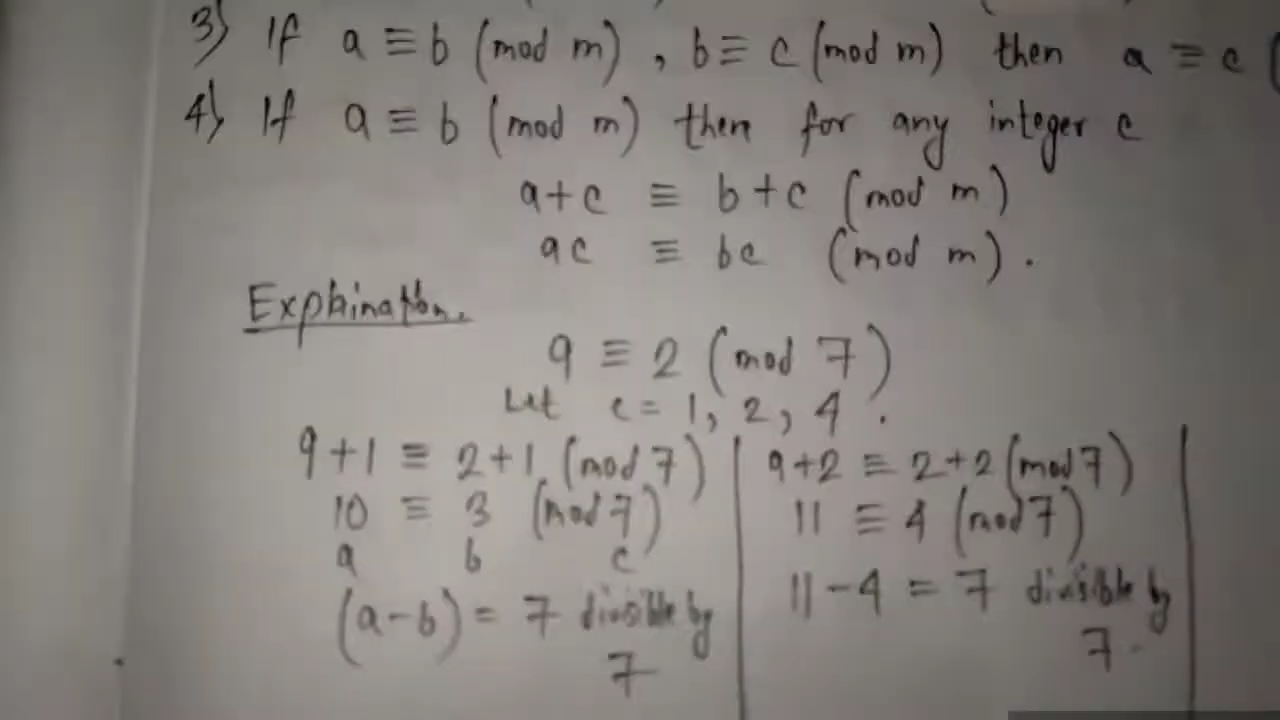 3) If a ≡ b (mod m), b ≡ c (mod m) then a ≡ c (
4) If a ≡ b (mod m) then for any integer c
a+c ≡ b+c (mod m)
ac ≡ bc (mod m).
Explination.
9 ≡ 2 (mod 7)
Let c = 1, 2, 4.
9+1 ≡ 2+1 (mod 7)
10 ≡ 3 (mod 7)
a b c
(a-b) = 7 divisible by
7
9+2 ≡ 2+2 (mod 7)
11 ≡ 4 (mod 7)
11-4 = 7 divisible by
7.